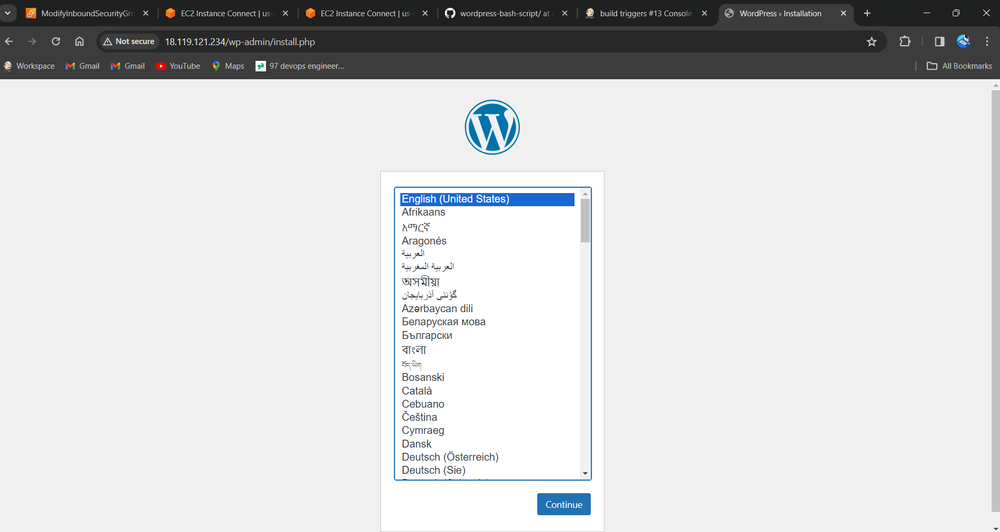 ModifyInboundSecurityGro
EC2 Instance Connect | us-
EC2 Instance Connect | us-
wordpress-bash-script/ at
build triggers #13 Console
WordPress › Installation
Not secure
18.119.121.234/wp-admin/install.php
Workspace
Gmail
Gmail
YouTube
Maps
97 devops engineer...
All Bookmarks
English (United States)
Afrikaans
አማርኛ
Aragonés
العربية
العربية المغربية
অসমীয়া
گؤنئی آذربایجان
Azərbaycan dili
Беларуская мова
Български
বাংলা
བོད་ཡིག
Bosanski
Català
Cebuano
Čeština
Cymraeg
Dansk
Deutsch (Österreich)
Deutsch (Sie)
Continue